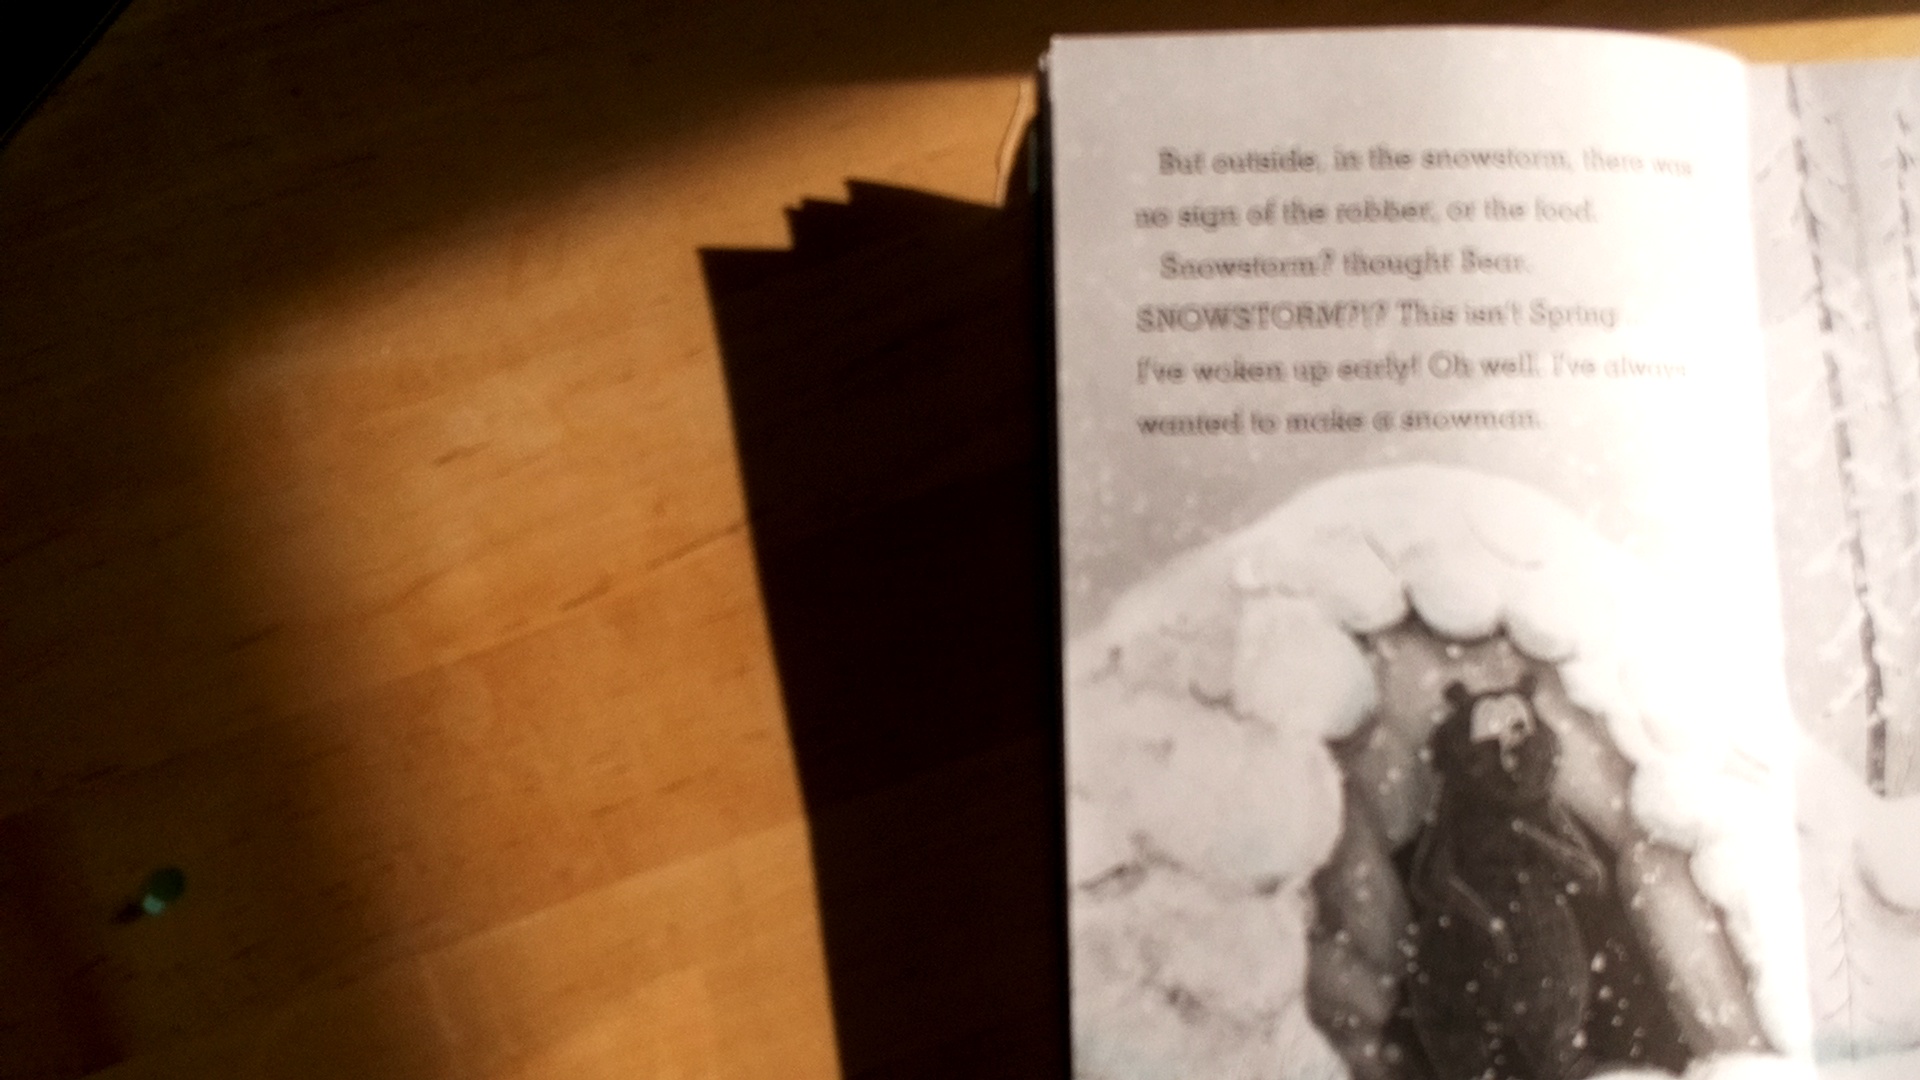 But outside, in the snowstorm, there was
no sign of the robber, or the food.
Snowstorm? thought Bear.
SNOWSTORM?!? This isn't Spring
I've woken up early! Oh well, I've always
wanted to make a snowman.